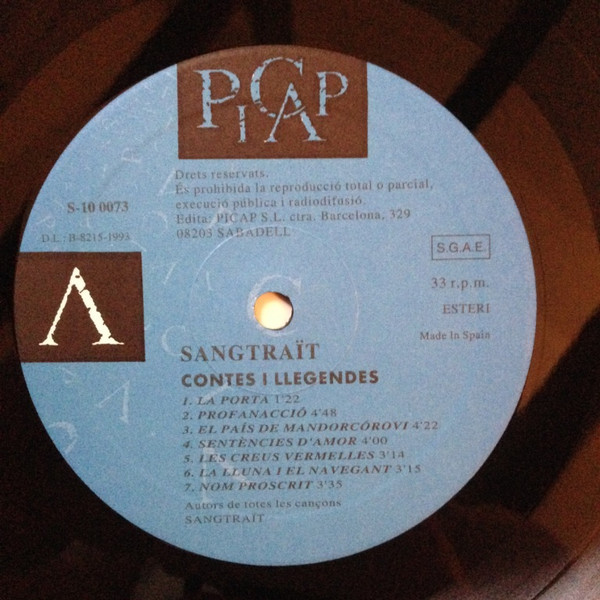 PICAP
Drets reservats.
És prohibida la reproducció total o parcial,
execució pública i radiodifusió.
Edita: PICAP S.L. ctra. Barcelona, 329
08203 SABADELL
S-10 0073
D.L.: B-8215-1993
S.G.A.E.
33 r.p.m.
ESTERI
Made In Spain
A
SANGTRAÏT
CONTES I LLEGENDES
1. LA PORTA 1'22
2. PROFANACCIÓ 4'48
3. EL PAÍS DE MANDORCÓROVI 4'22
4. SENTÈNCIES D'AMOR 4'00
5. LES CREUS VERMELLES 3'14
6. LA LLUNA I EL NAVEGANT 3'15
7. NOM PROSCRIT 3'35
Autors de totes les cançons
SANGTRAÏT